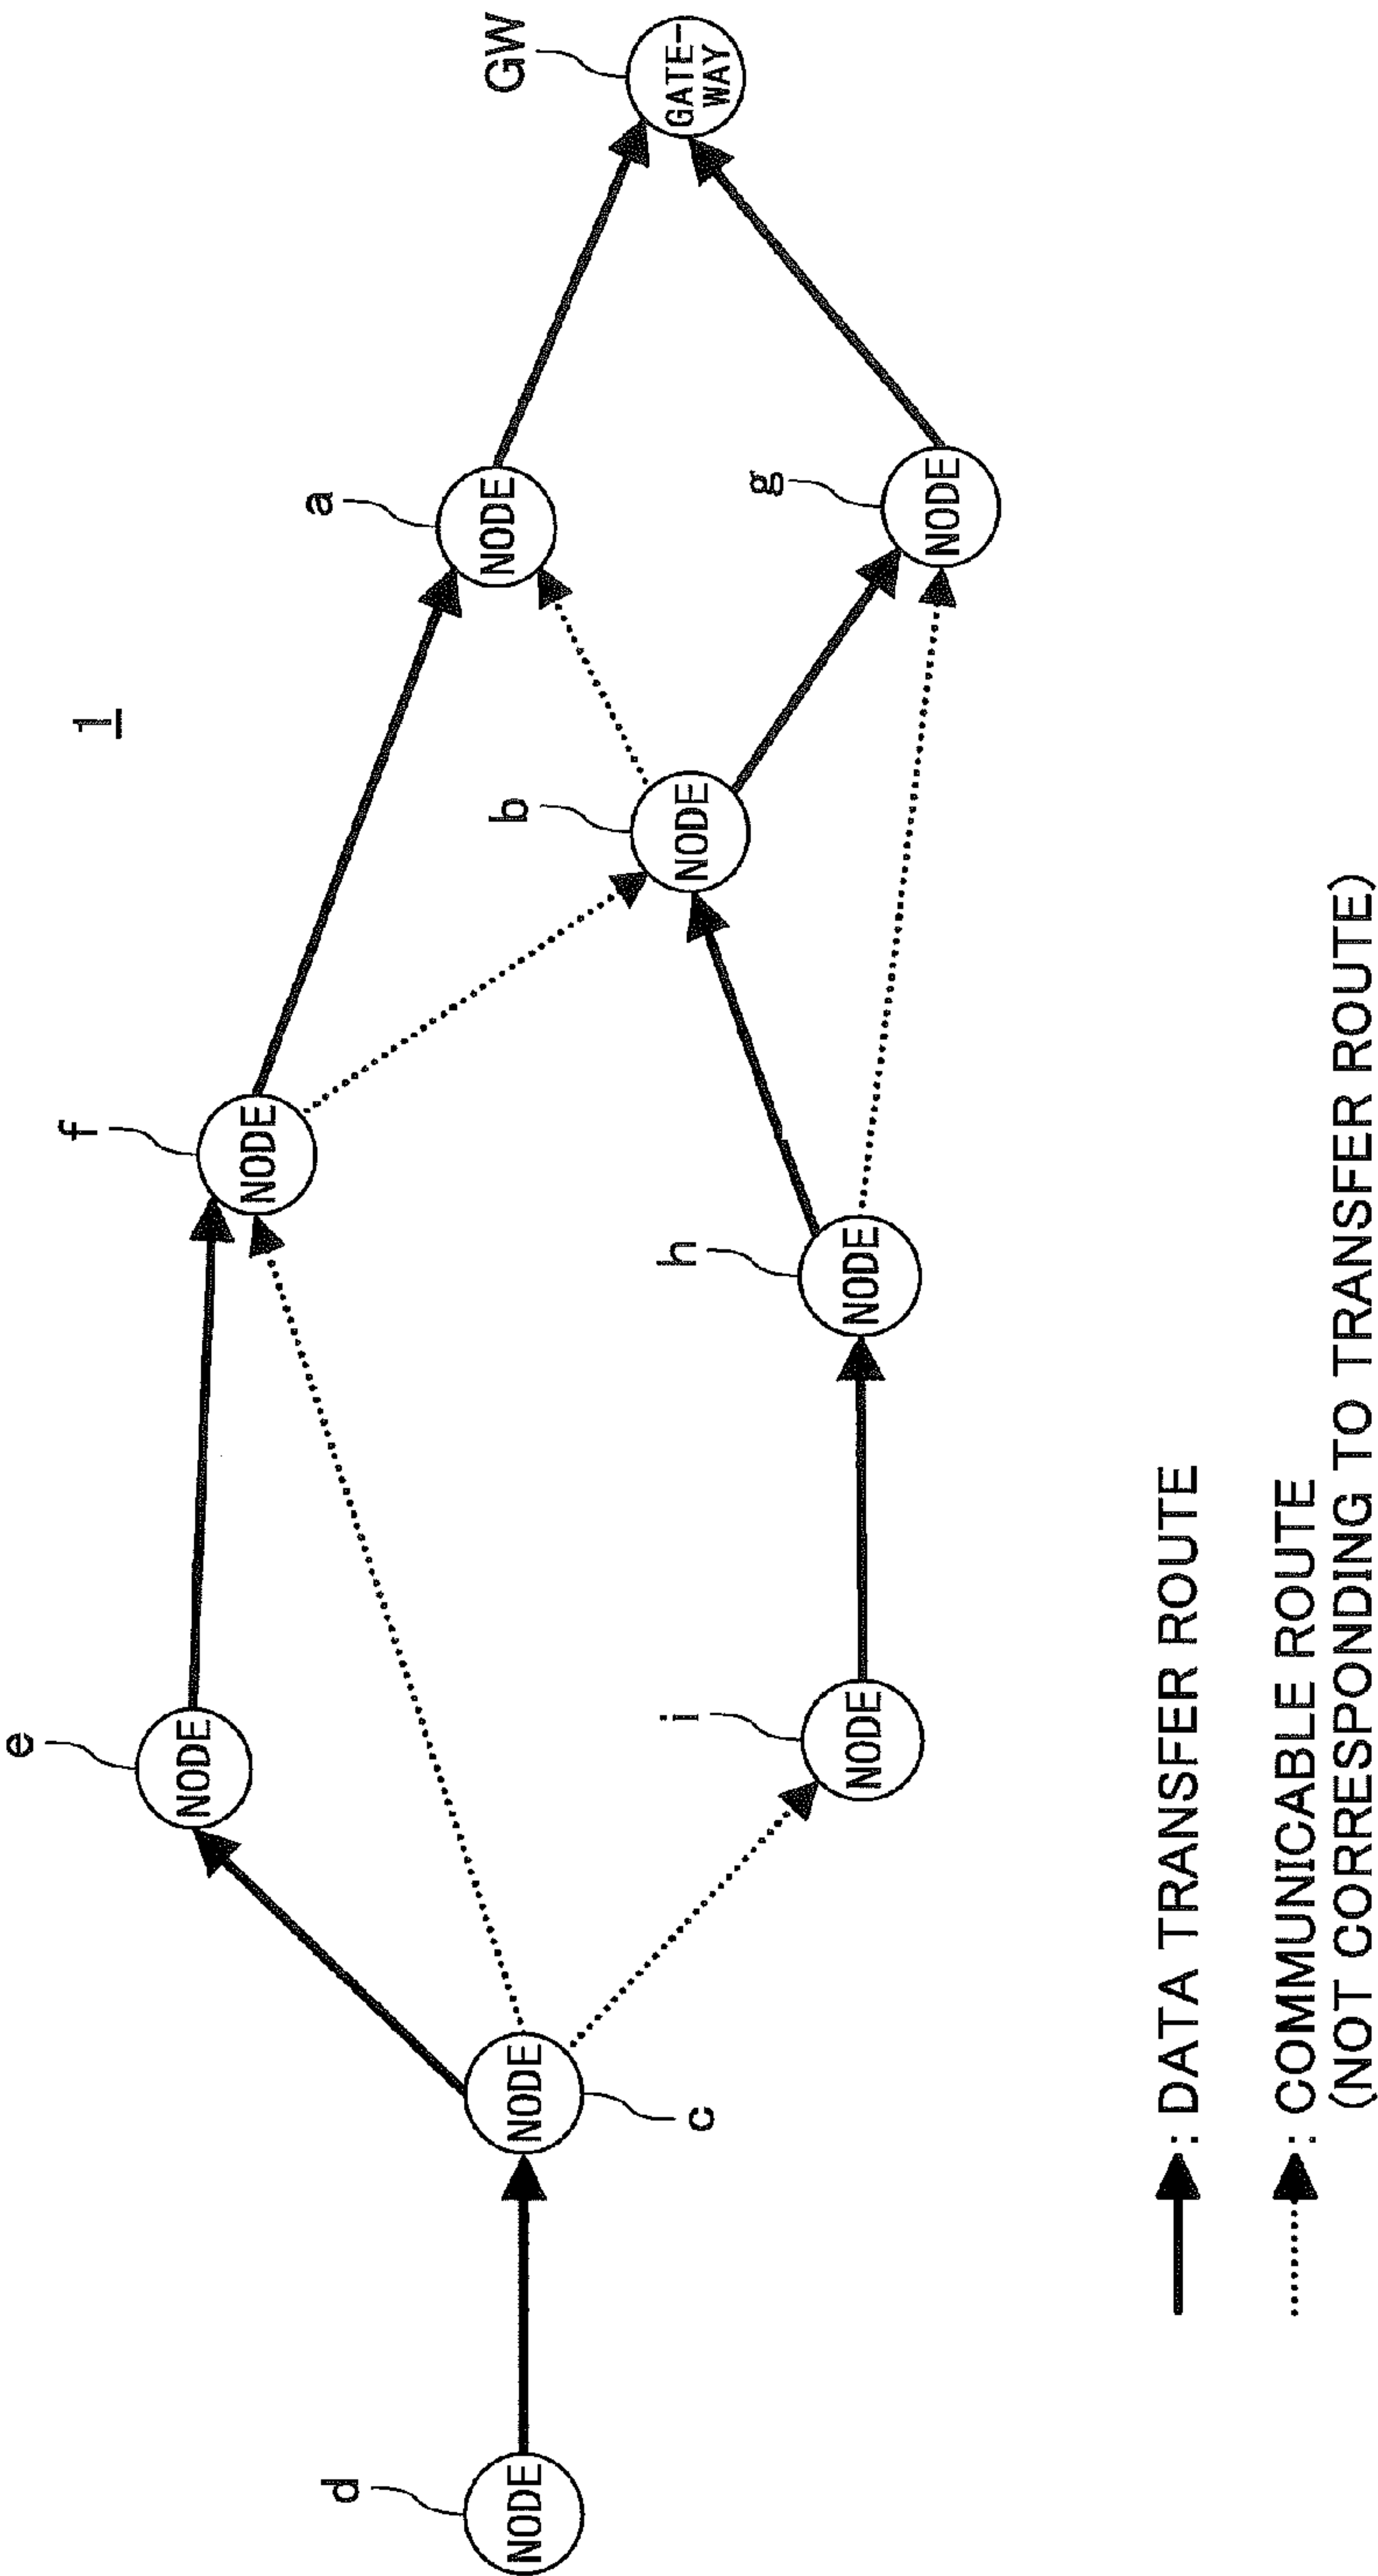 1
GW
GATE-
WAY
a
NODE
g
NODE
b
NODE
f
NODE
h
NODE
e
NODE
i
NODE
c
NODE
d
NODE
: DATA TRANSFER ROUTE
: COMMUNICABLE ROUTE
(NOT CORRESPONDING TO TRANSFER ROUTE)